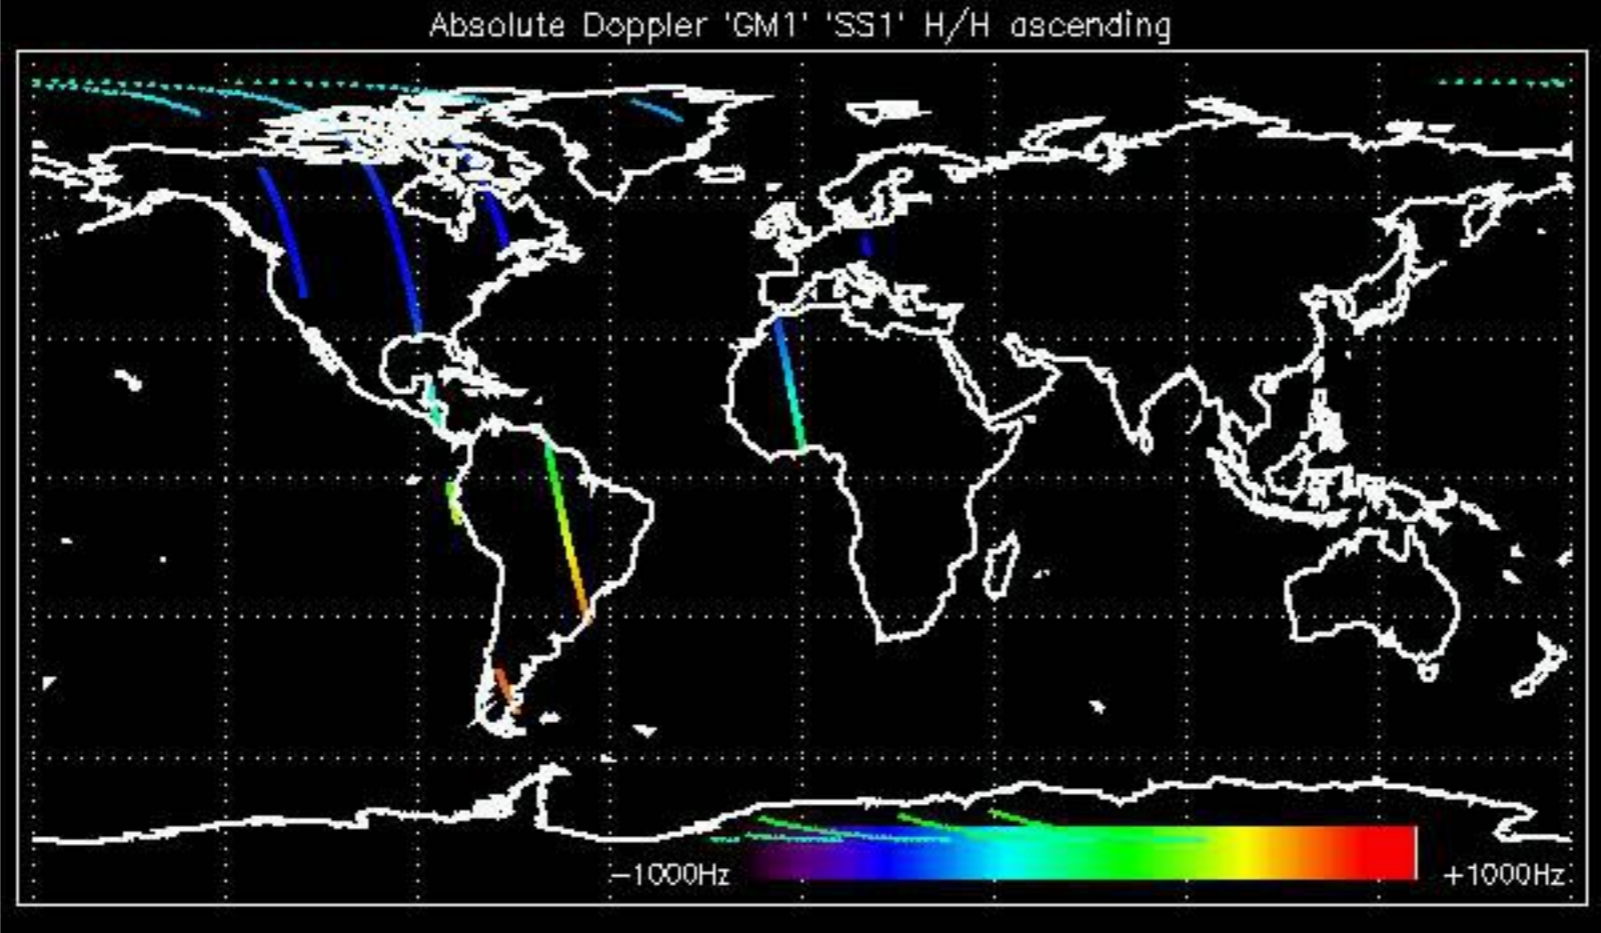 Absolute Doppler 'GM1' 'SS1' H/H ascending
−1000Hz +1000Hz